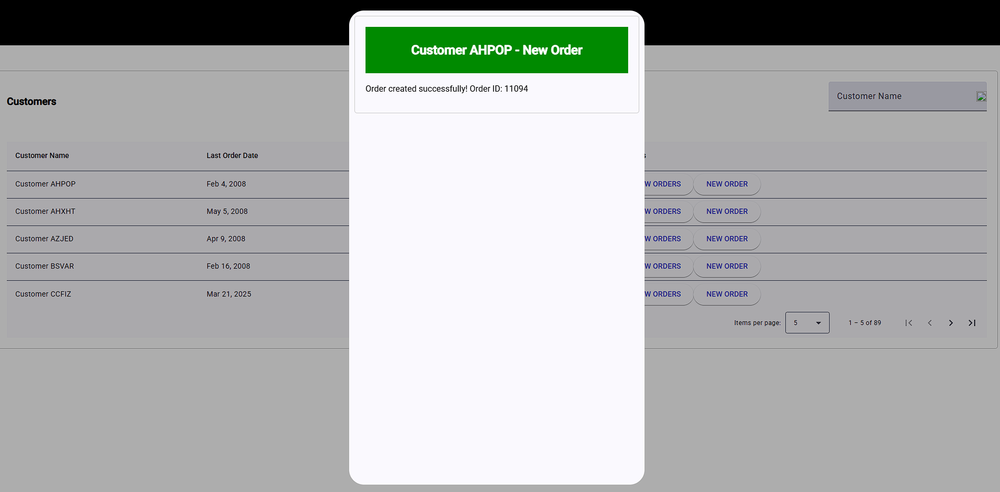 Customer AHPOP - New Order
Order created successfully! Order ID: 11094
Customers
Customer Name
Customer Name Last Order Date
Customer AHPOP Feb 4, 2008 ORDERS NEW ORDER
Customer AHXHT May 5, 2008 ORDERS NEW ORDER
Customer AZJED Apr 9, 2008 ORDERS NEW ORDER
Customer BSVAR Feb 16, 2008 ORDERS NEW ORDER
Customer CCFIZ Mar 21, 2025 ORDERS NEW ORDER
Items per page: 5 1 – 5 of 89